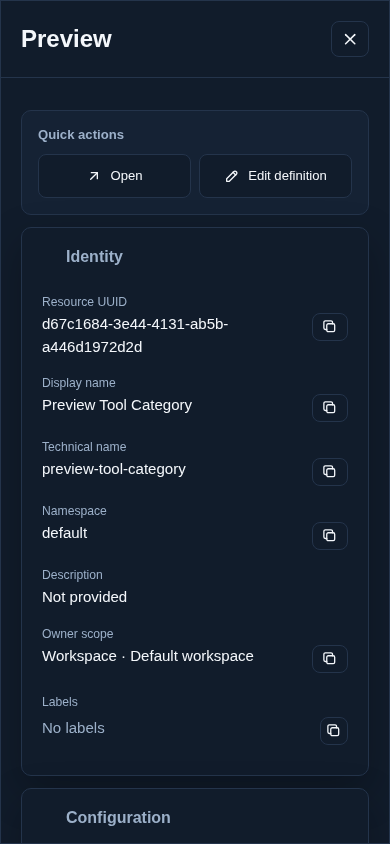 Preview
Quick actions
Open
Edit definition
Identity
Resource UUID
d67c1684-3e44-4131-ab5b-
a446d1972d2d
Display name
Preview Tool Category
Technical name
preview-tool-category
Namespace
default
Description
Not provided
Owner scope
Workspace · Default workspace
Labels
No labels
Configuration